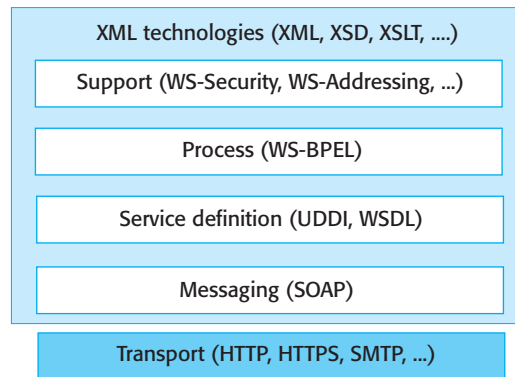 XML technologies (XML, XSD, XSLT, ....)
Support (WS-Security, WS-Addressing, ...)
Process (WS-BPEL)
Service definition (UDDI, WSDL)
Messaging (SOAP)
Transport (HTTP, HTTPS, SMTP, ...)